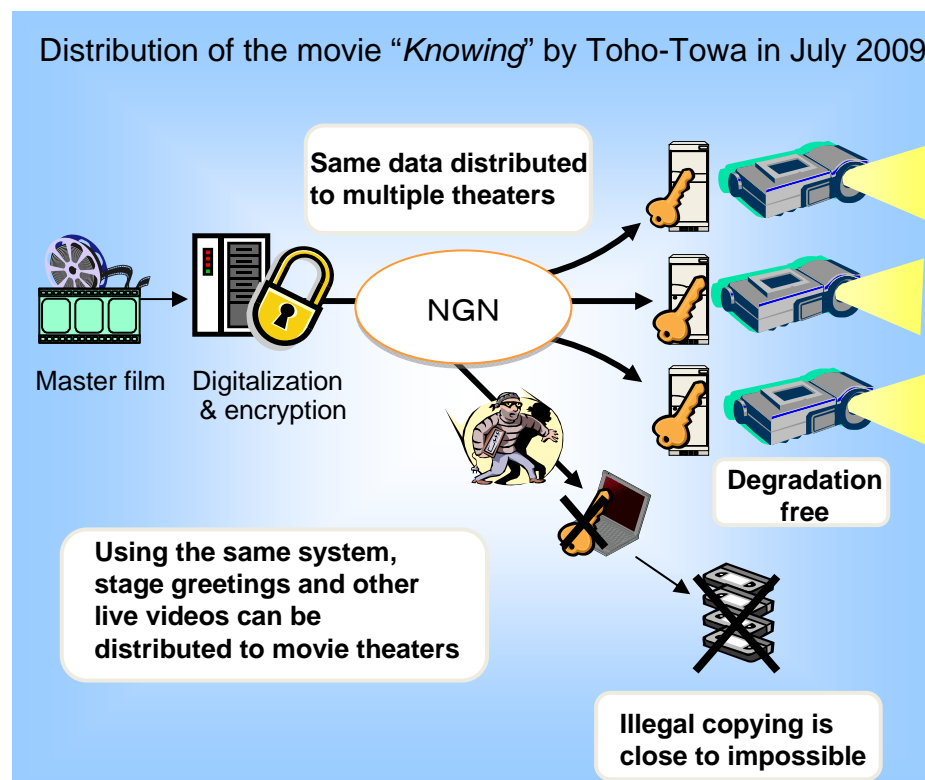 Distribution of the movie “Knowing” by Toho-Towa in July 2009
Same data distributed
to multiple theaters
NGN
Master film
Digitalization
& encryption
Degradation
free
Using the same system,
stage greetings and other
live videos can be
distributed to movie theaters
Illegal copying is
close to impossible